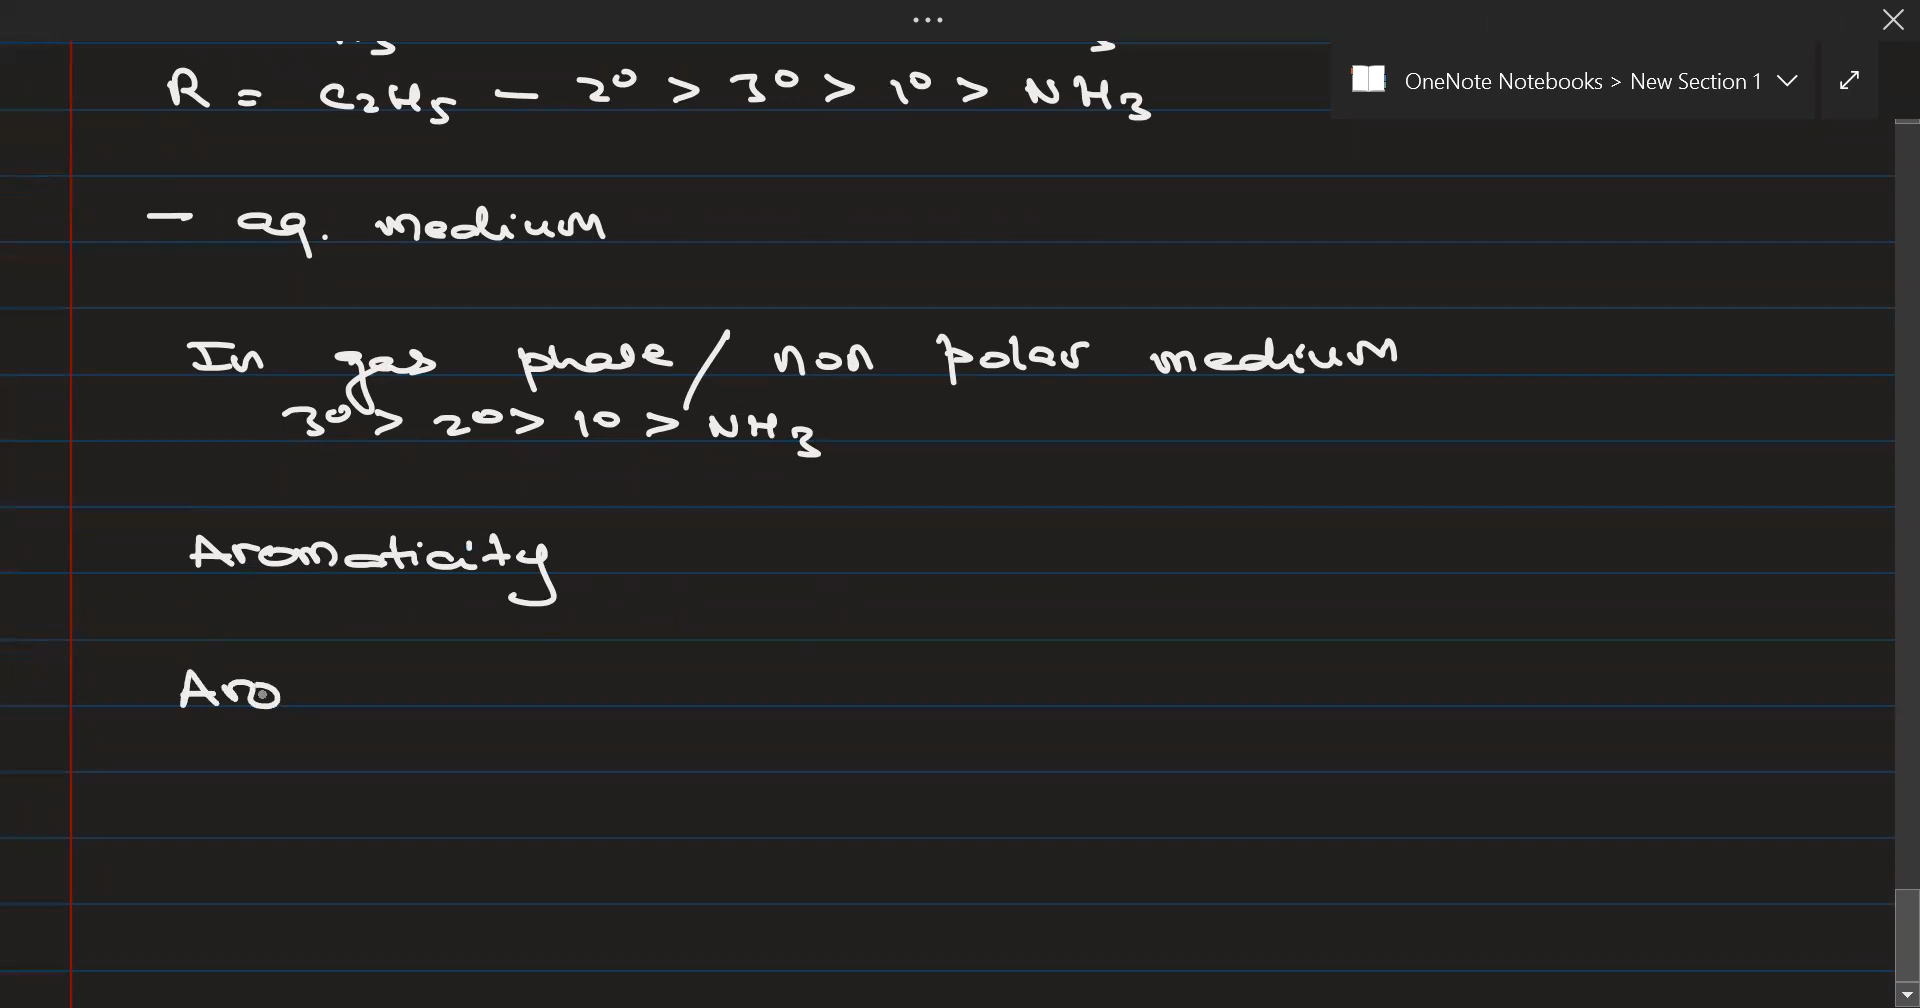 OneNote Notebooks > New Section 1
R = C₂H₅ — 2° > 3° > 1° > NH₃
— aq. medium
In gas phase / non polar medium
3° > 2° > 1° > NH₃
Aromaticity
Aro